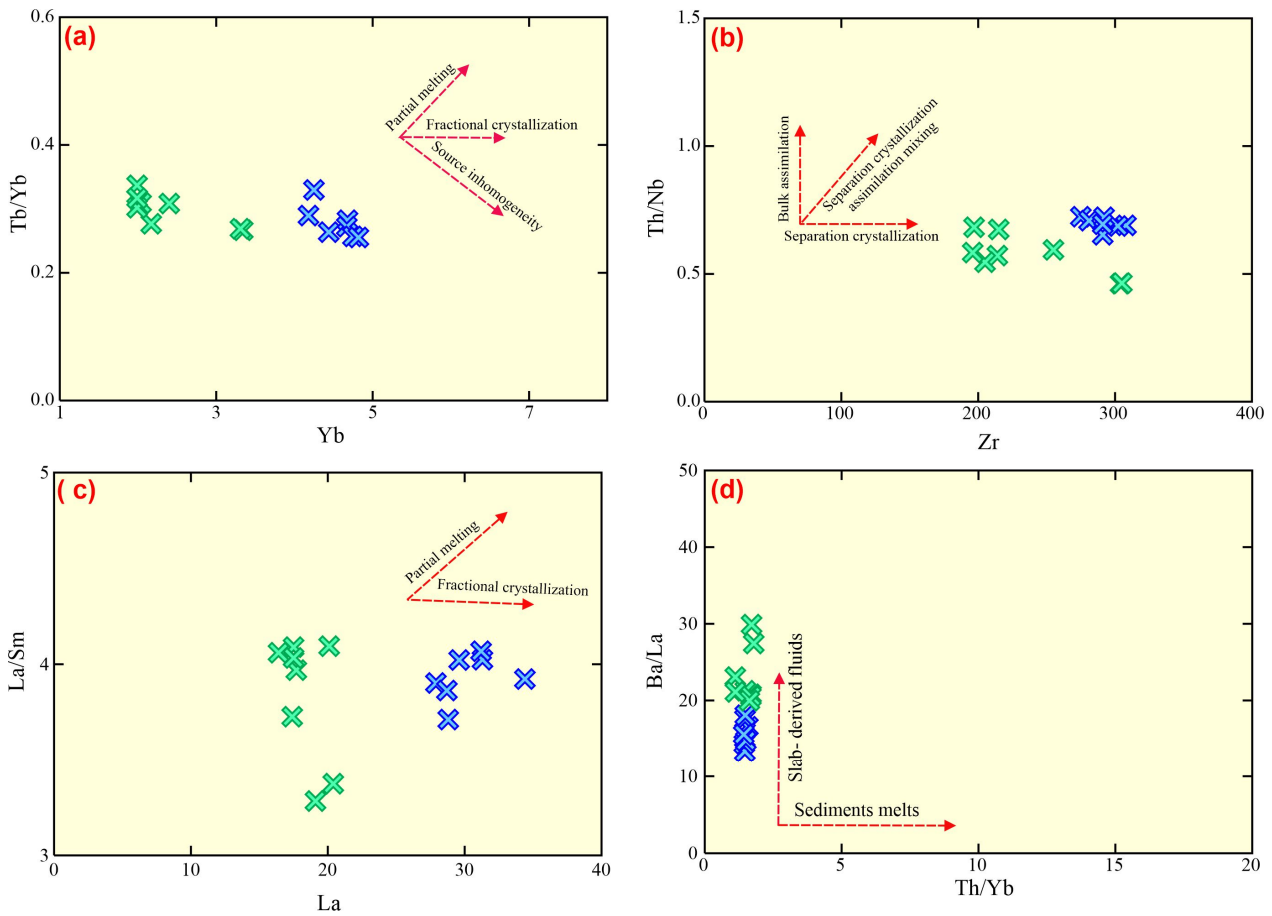 (a)
0.6
0.4
0.2
0.0
Tb/Yb
Partial melting
Fractional crystallization
Source inhomogeneity
1
3
5
7
Yb
(b)
1.5
1.0
0.5
0.0
Th/Nb
Bulk assimilation
Separation crystallization
assimilation mixing
Separation crystallization
0
100
200
300
400
Zr
( c)
5
4
3
La/Sm
Partial melting
Fractional crystallization
0
10
20
30
40
La
(d)
50
40
30
20
10
0
Ba/La
Slab- derived fluids
Sediments melts
0
5
10
15
20
Th/Yb